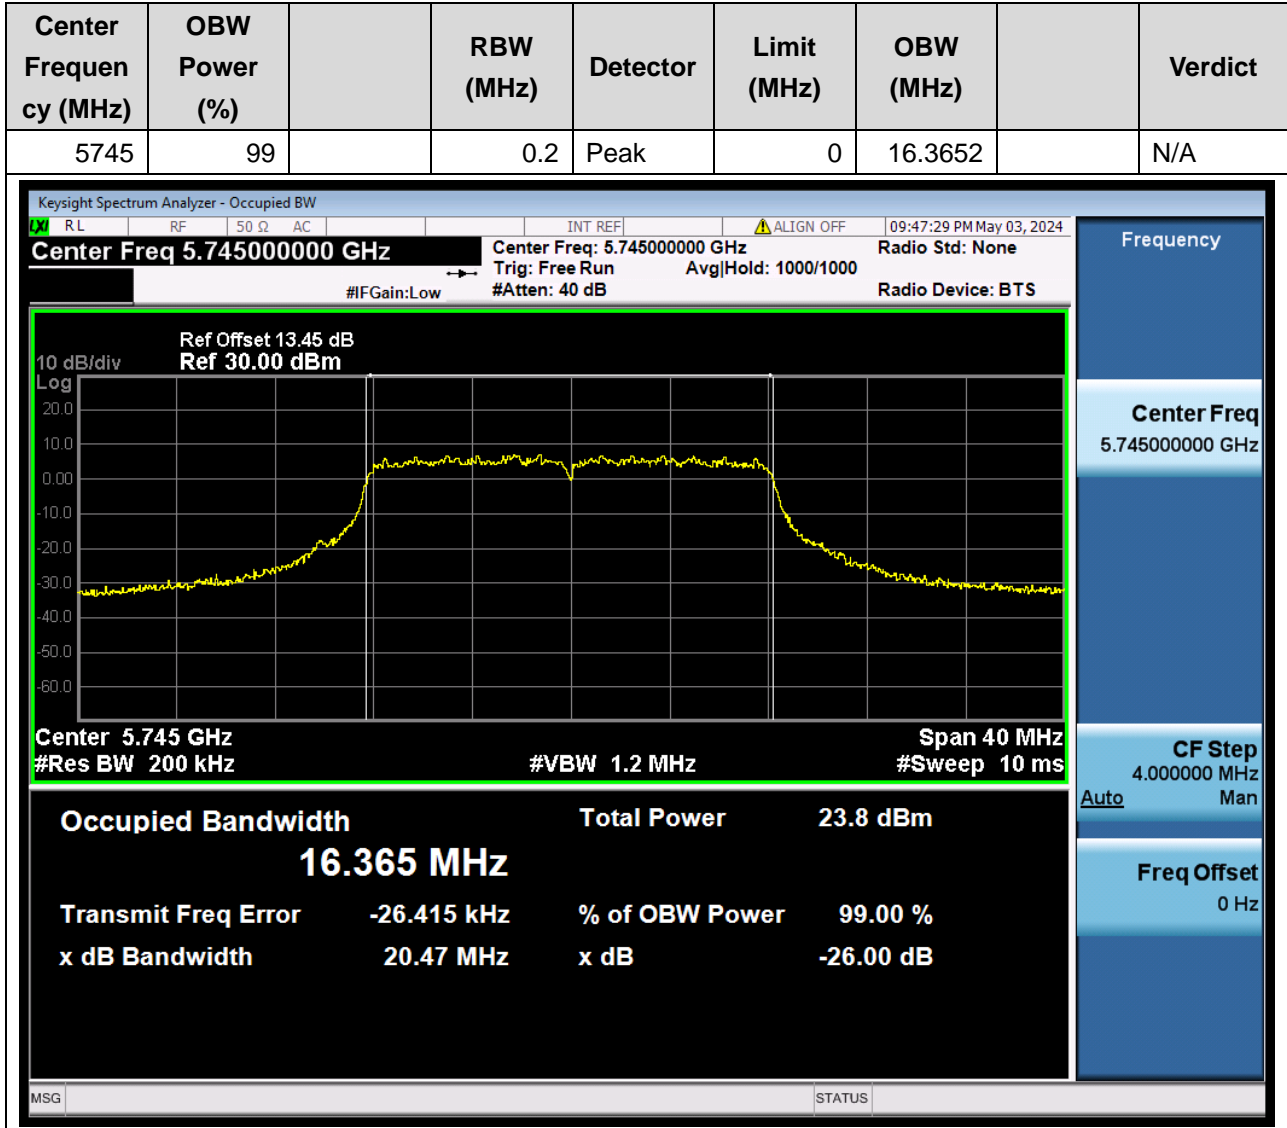 Center Frequen cy (MHz) OBW Power (%) RBW (MHz) Detector Limit (MHz) OBW (MHz) Verdict
5745 99 0.2 Peak 0 16.3652 N/A
Keysight Spectrum Analyzer - Occupied BW
LXI RL RF 50 Ω AC INT REF ALIGN OFF 09:47:29 PM May 03, 2024
Center Freq 5.745000000 GHz
Center Freq: 5.745000000 GHz
Radio Std: None
Trig: Free Run
Avg|Hold: 1000/1000
#IFGain:Low
#Atten: 40 dB
Radio Device: BTS
Ref Offset 13.45 dB
10 dB/div
Ref 30.00 dBm
Log
20.0
10.0
0.00
-10.0
-20.0
-30.0
-40.0
-50.0
-60.0
Center 5.745 GHz
Span 40 MHz
#Res BW 200 kHz
#VBW 1.2 MHz
#Sweep 10 ms
Occupied Bandwidth
Total Power 23.8 dBm
16.365 MHz
Transmit Freq Error -26.415 kHz
% of OBW Power 99.00 %
x dB Bandwidth 20.47 MHz
x dB -26.00 dB
MSG
STATUS
Frequency
Center Freq
5.745000000 GHz
CF Step
4.000000 MHz
Auto Man
Freq Offset
0 Hz